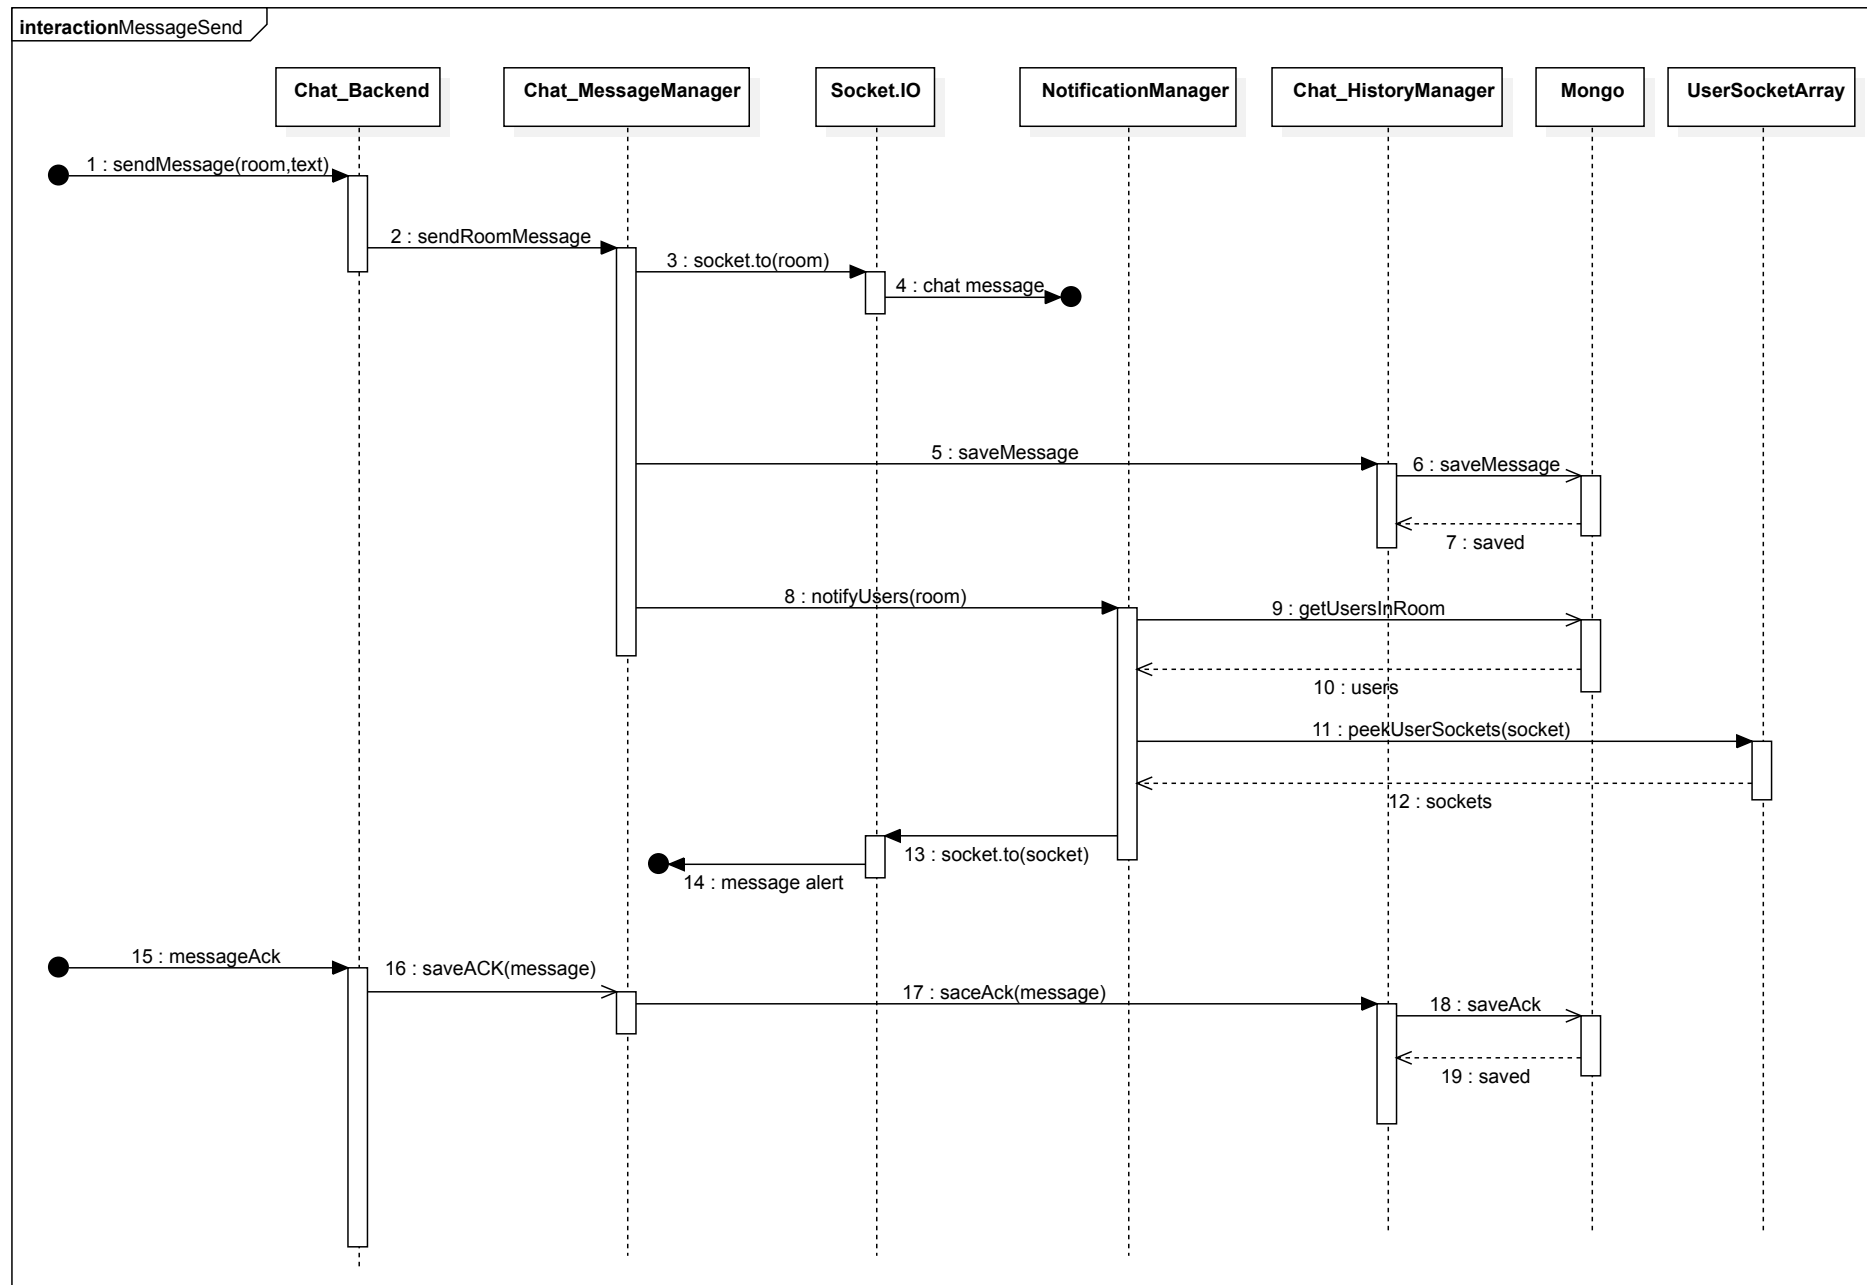 interactionMessageSend
Chat_Backend
Chat_MessageManager
Socket.IO
NotificationManager
Chat_HistoryManager
Mongo
UserSocketArray
1 : sendMessage(room,text)
2 : sendRoomMessage
3 : socket.to(room)
4 : chat message
5 : saveMessage
6 : saveMessage
7 : saved
8 : notifyUsers(room)
9 : getUsersInRoom
10 : users
11 : peekUserSockets(socket)
12 : sockets
13 : socket.to(socket)
14 : message alert
15 : messageAck
16 : saveACK(message)
17 : saceAck(message)
18 : saveAck
19 : saved